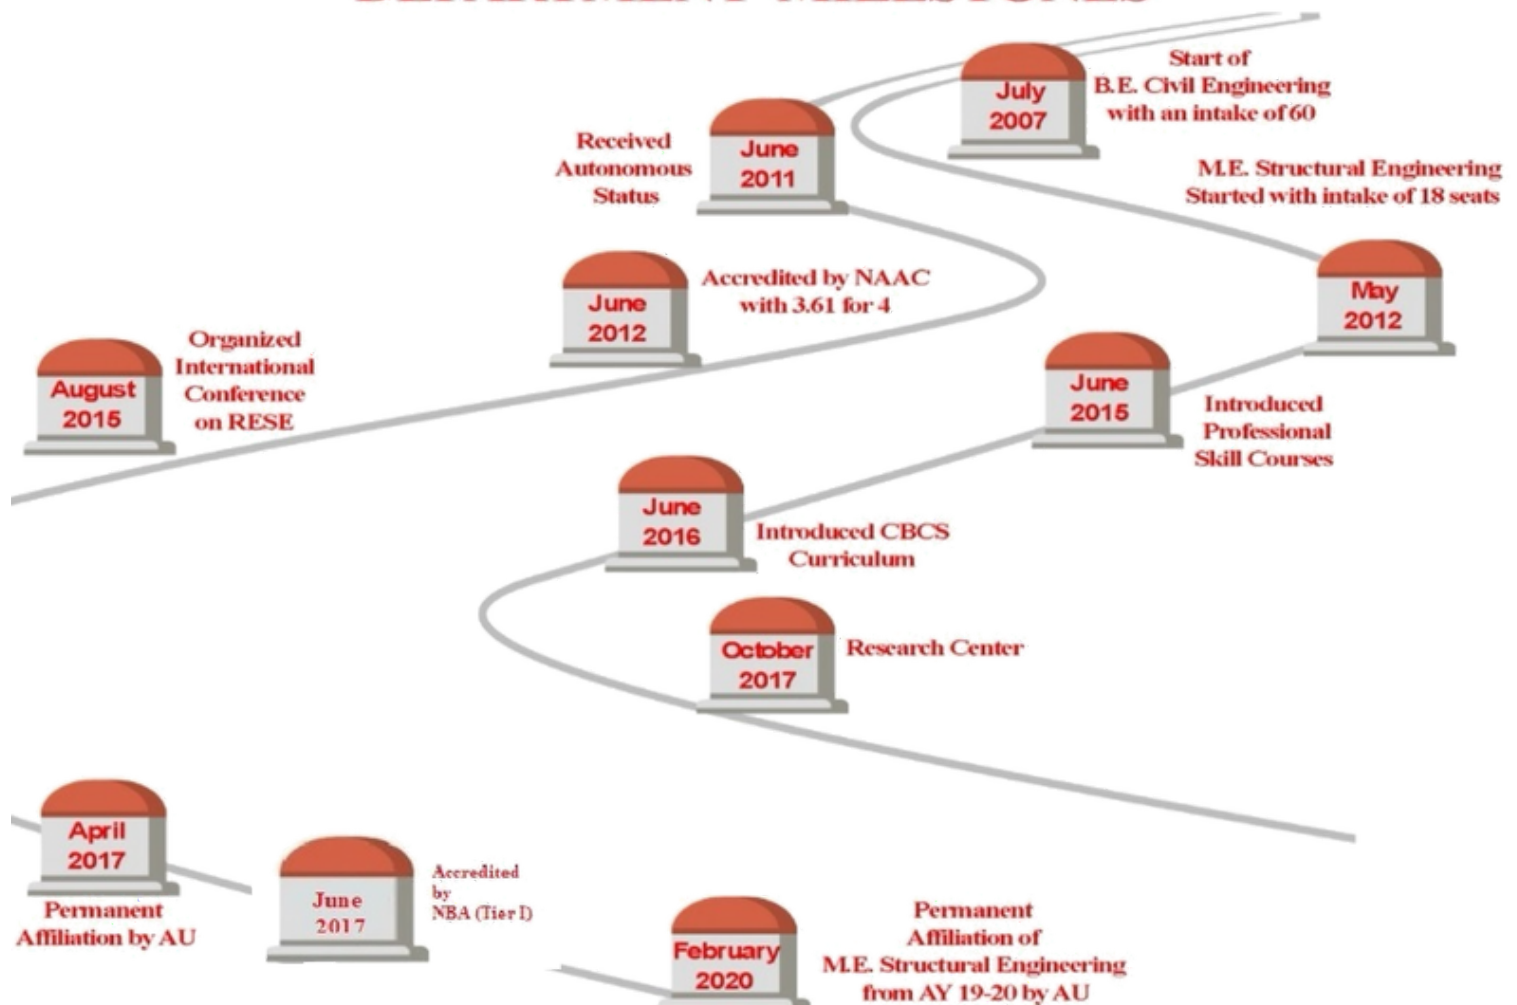 DEPARTMENT MILESTONES
July
2007
Start of
B.E. Civil Engineering
with an intake of 60
June
2011
Received
Autonomous
Status
M.E. Structural Engineering
Started with intake of 18 seats
May
2012
June
2012
Accredited by NAAC
with 3.61 for 4
June
2015
Introduced
Professional
Skill Courses
August
2015
Organized
International
Conference
on RESE
June
2016
Introduced CBCS
Curriculum
October
2017
Research Center
April
2017
Permanent
Affiliation by AU
June
2017
Accredited
by
NBA (Tier I)
February
2020
Permanent
Affiliation of
M.E. Structural Engineering
from AY 19-20 by AU